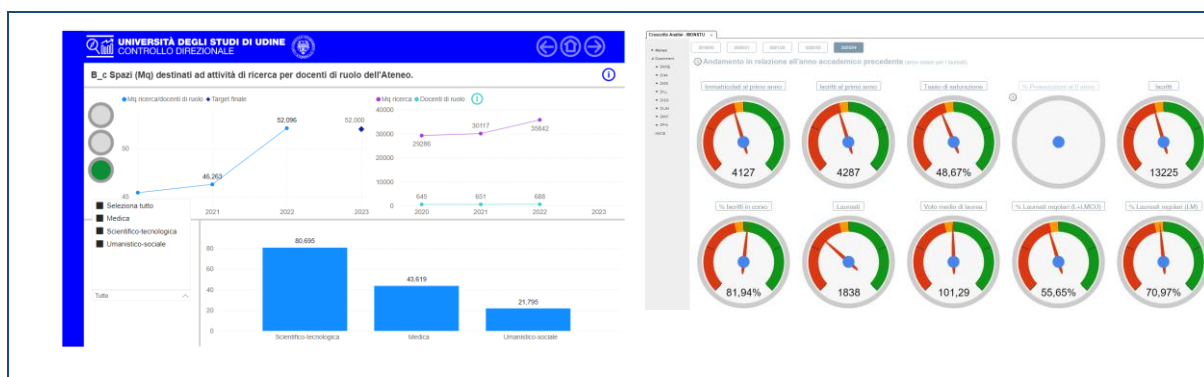 UNIVERSITÀ DEGLI STUDI DI UDINE
CONTROLLO DIREZIONALE
B_c Spazi (Mq) destinati ad attività di ricerca per docenti di ruolo dell'Ateneo.
Mq ricerca/docenti di ruolo Target finale
52,096
52,000
50
46,263
45
2021 2022 2023
Mq ricerca Docenti di ruolo
40000
30000
20000
10000
0
29286
30117
35842
645 651 688
2020 2021 2022 2023
Seleziona tutto
Medica
Scientifico-tecnologica
Umanistico-sociale
Tutte
80
60
40
20
0
80,695
43,619
21,795
Scientifico-tecnologica Medica Umanistico-sociale
Cruscotto Analisi - MONSTU
Ateneo
Andamento in relazione all'anno accademico precedente
Immatricolati al primo anno
4127
Iscritti al primo anno
4287
Tasso di saturazione
48,67%
Iscritti
13225
% Iscritti in corso
81,94%
Laureati
1838
Voto medio di laurea
101,29
% Laureati regolari (L+LMCU)
55,65%
% Laureati regolari (LM)
70,97%